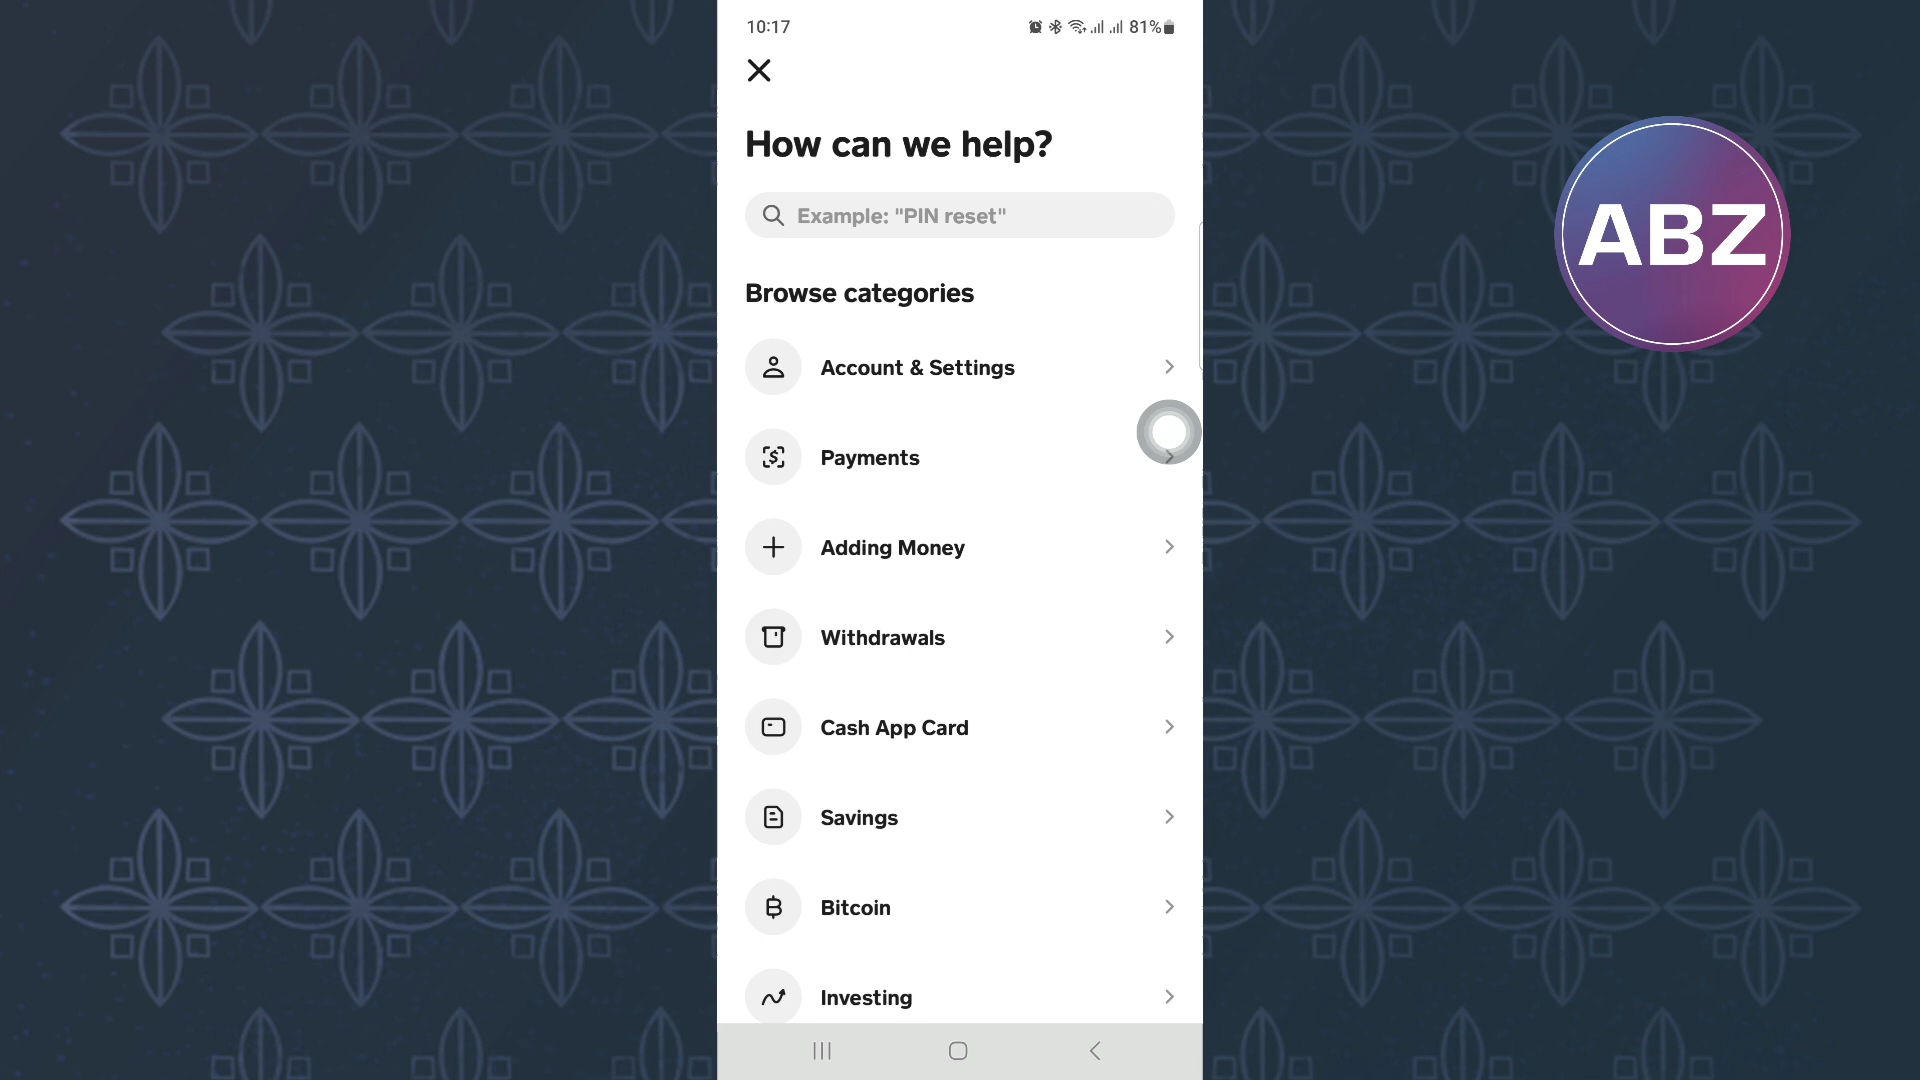 10:17
81%
How can we help?
Example: "PIN reset"
Browse categories
Account & Settings
Payments
Adding Money
Withdrawals
Cash App Card
Savings
Bitcoin
Investing
ABZ